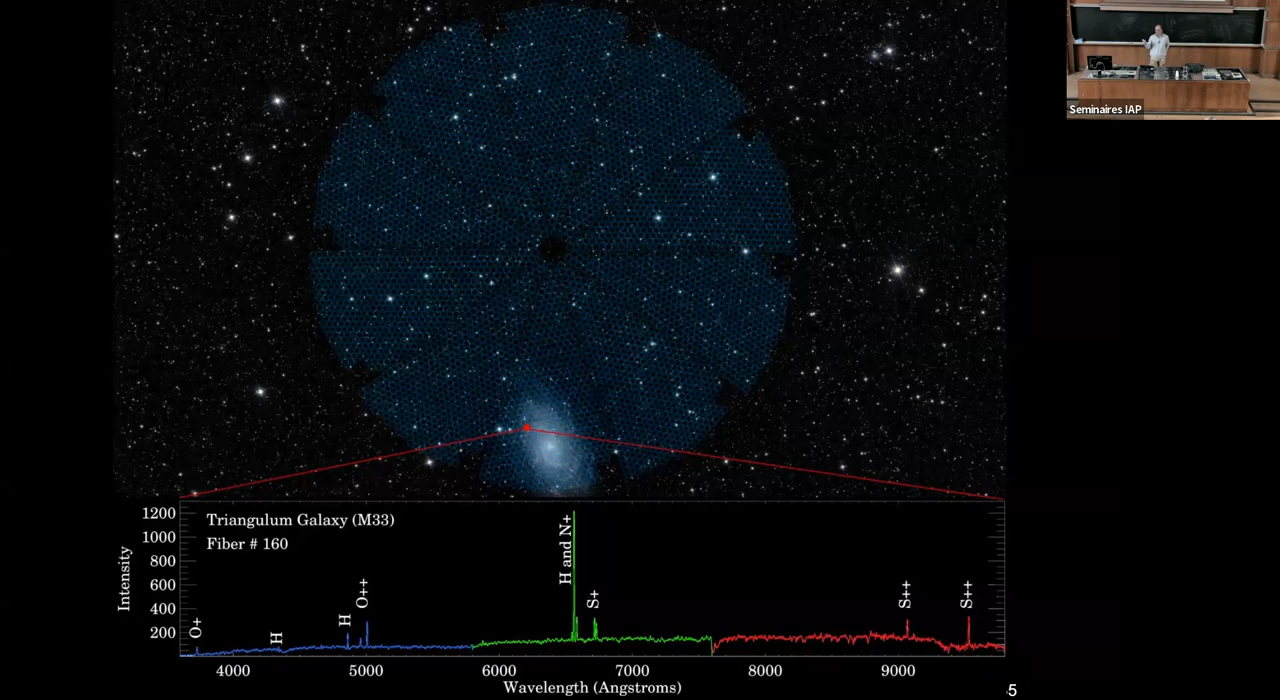 Seminaires IAP
Triangulum Galaxy (M33)
Fiber # 160
Intensity
1200
1000
800
600
400
200
O+
H
H
O++
H and N+
S+
S++
S++
4000
5000
6000
7000
8000
9000
Wavelength (Angstroms)